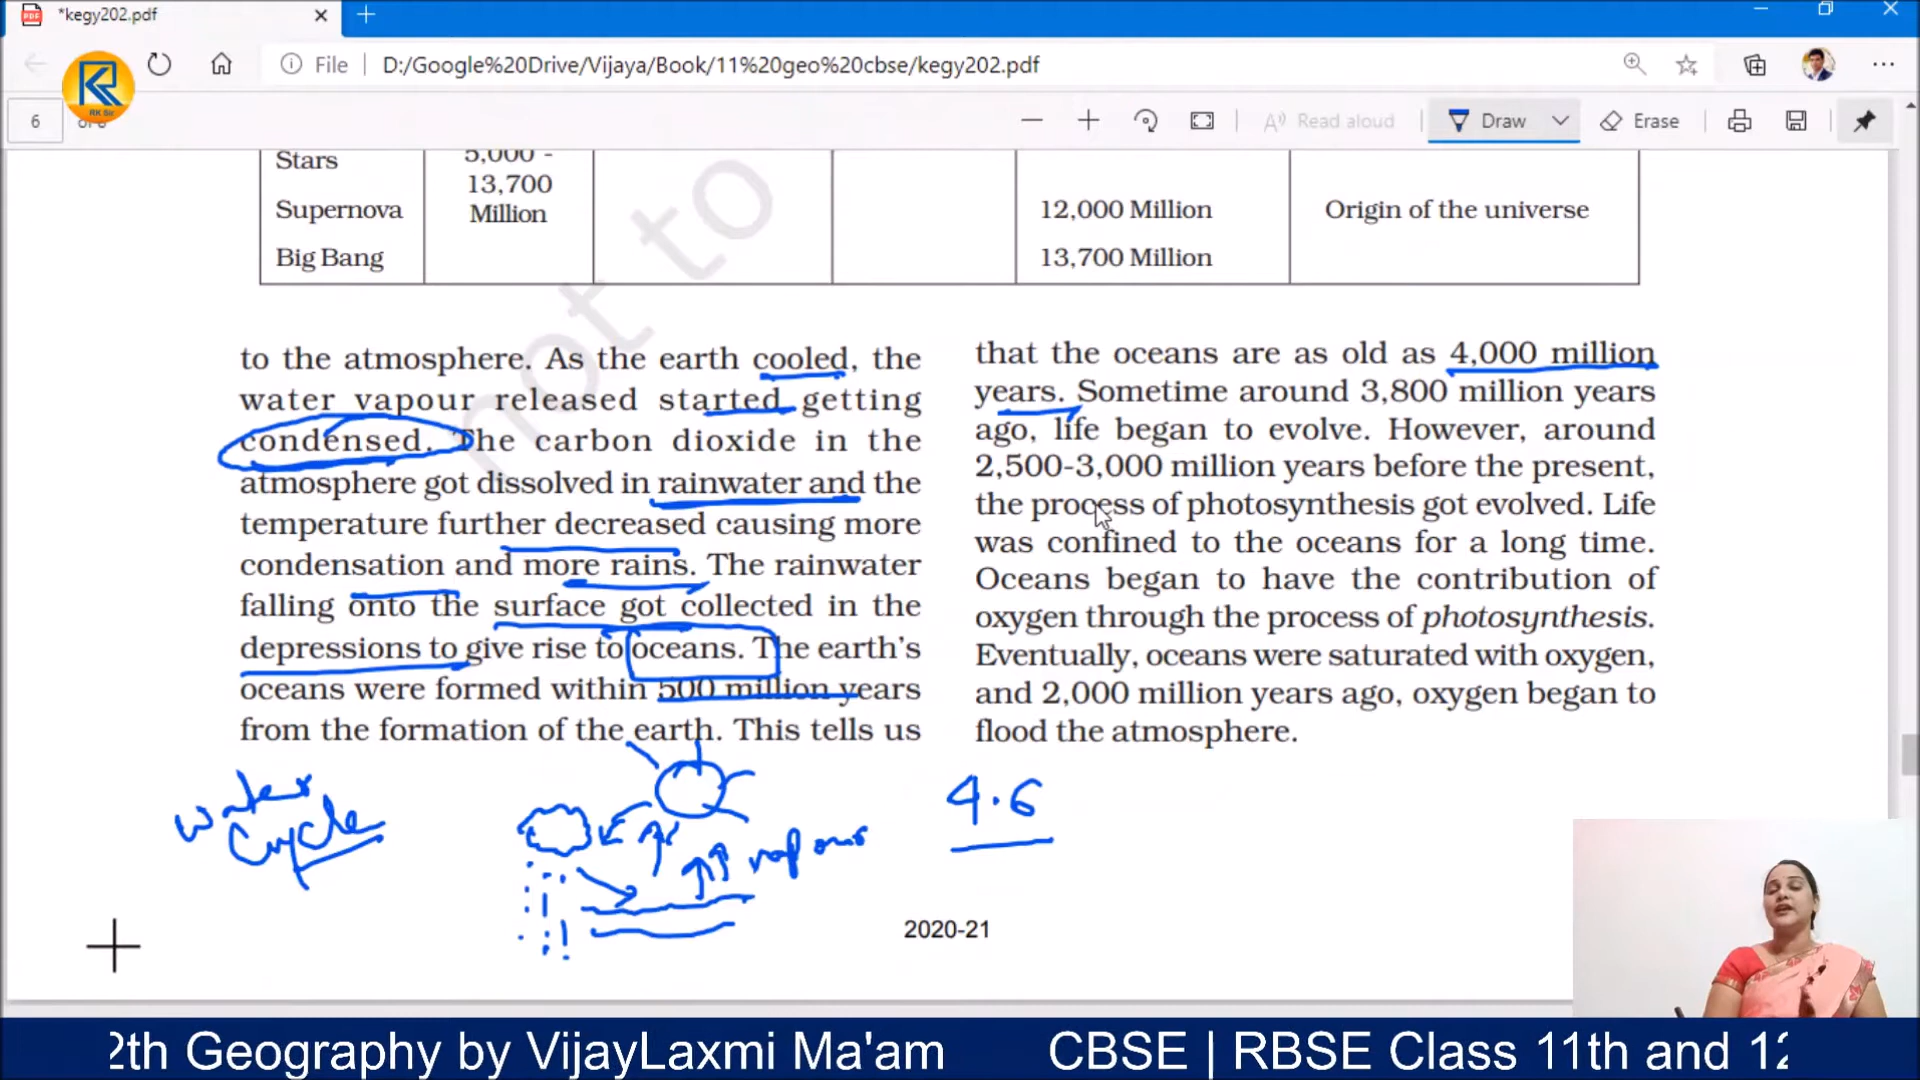 *kegy202.pdf
File D:/Google%20Drive/Vijaya/Book/11%20geo%20cbse/kegy202.pdf
RK Sir
6 of 8
Read aloud Draw Erase
Stars 5,000 -
13,700
Supernova Million 12,000 Million Origin of the universe
Big Bang 13,700 Million
not to
to the atmosphere. As the earth cooled, the
water vapour released started getting
condensed. The carbon dioxide in the
atmosphere got dissolved in rainwater and the
temperature further decreased causing more
condensation and more rains. The rainwater
falling onto the surface got collected in the
depressions to give rise to oceans. The earth's
oceans were formed within 500 million years
from the formation of the earth. This tells us
that the oceans are as old as 4,000 million
years. Sometime around 3,800 million years
ago, life began to evolve. However, around
2,500-3,000 million years before the present,
the process of photosynthesis got evolved. Life
was confined to the oceans for a long time.
Oceans began to have the contribution of
oxygen through the process of photosynthesis.
Eventually, oceans were saturated with oxygen,
and 2,000 million years ago, oxygen began to
flood the atmosphere.
water
Cycle
4.6
2020-21
2th Geography by VijayLaxmi Ma'am CBSE | RBSE Class 11th and 12